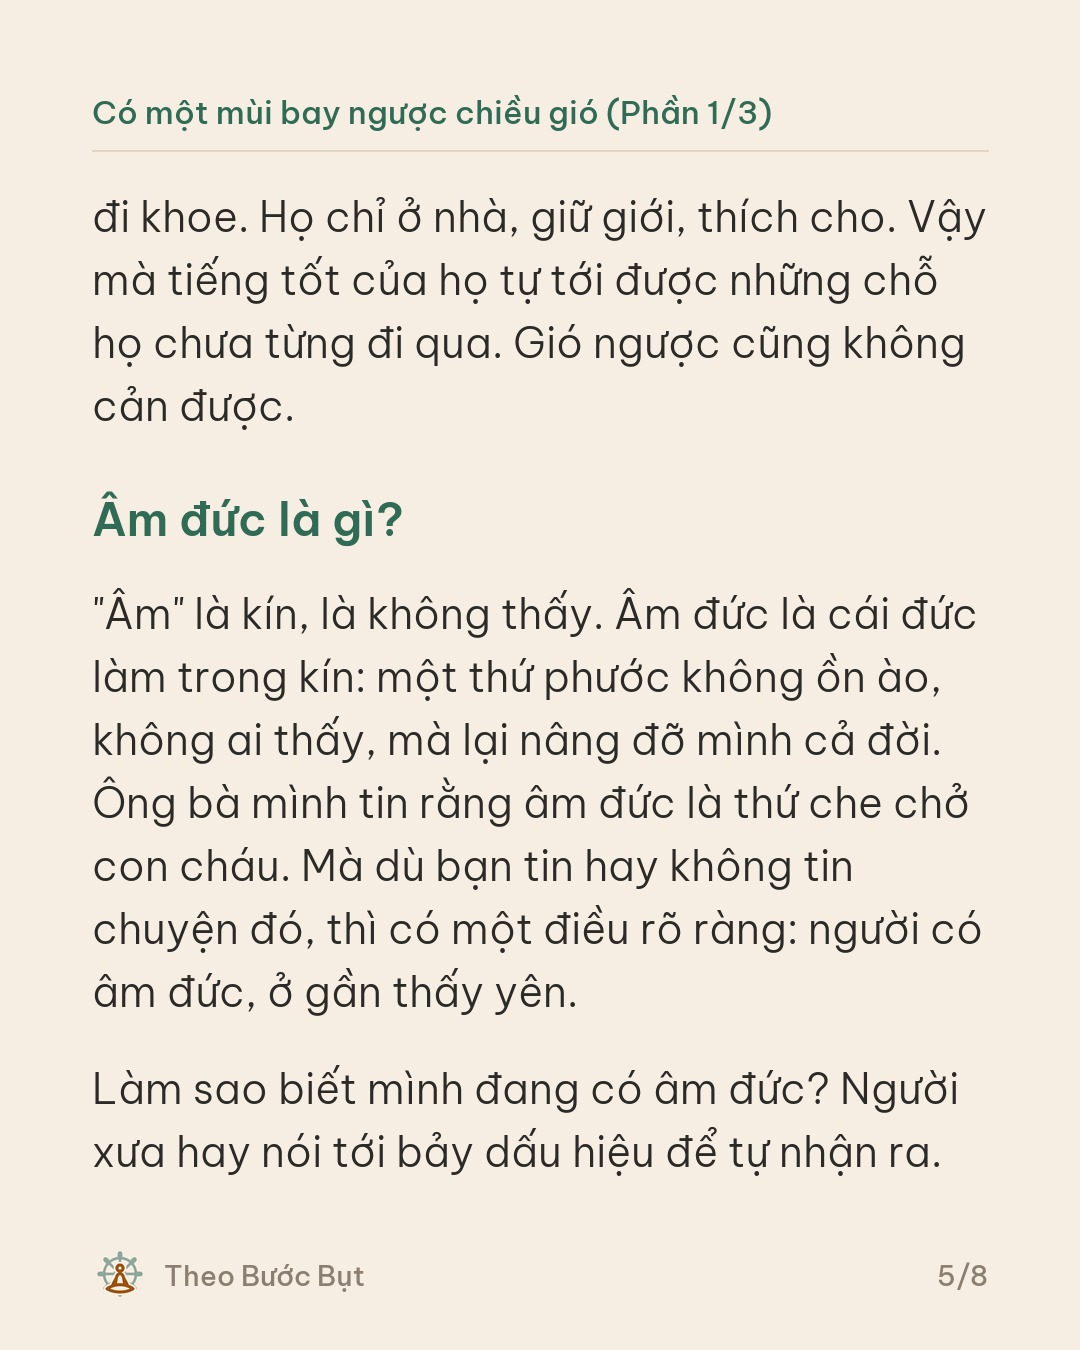 Có một mùi bay ngược chiều gió (Phần 1/3)
đi khoe. Họ chỉ ở nhà, giữ giới, thích cho. Vậy
mà tiếng tốt của họ tự tới được những chỗ
họ chưa từng đi qua. Gió ngược cũng không
cản được.
Âm đức là gì?
"Âm" là kín, là không thấy. Âm đức là cái đức
làm trong kín: một thứ phước không ồn ào,
không ai thấy, mà lại nâng đỡ mình cả đời.
Ông bà mình tin rằng âm đức là thứ che chở
con cháu. Mà dù bạn tin hay không tin
chuyện đó, thì có một điều rõ ràng: người có
âm đức, ở gần thấy yên.
Làm sao biết mình đang có âm đức? Người
xưa hay nói tới bảy dấu hiệu để tự nhận ra.
Theo Bước Bụt
5/8